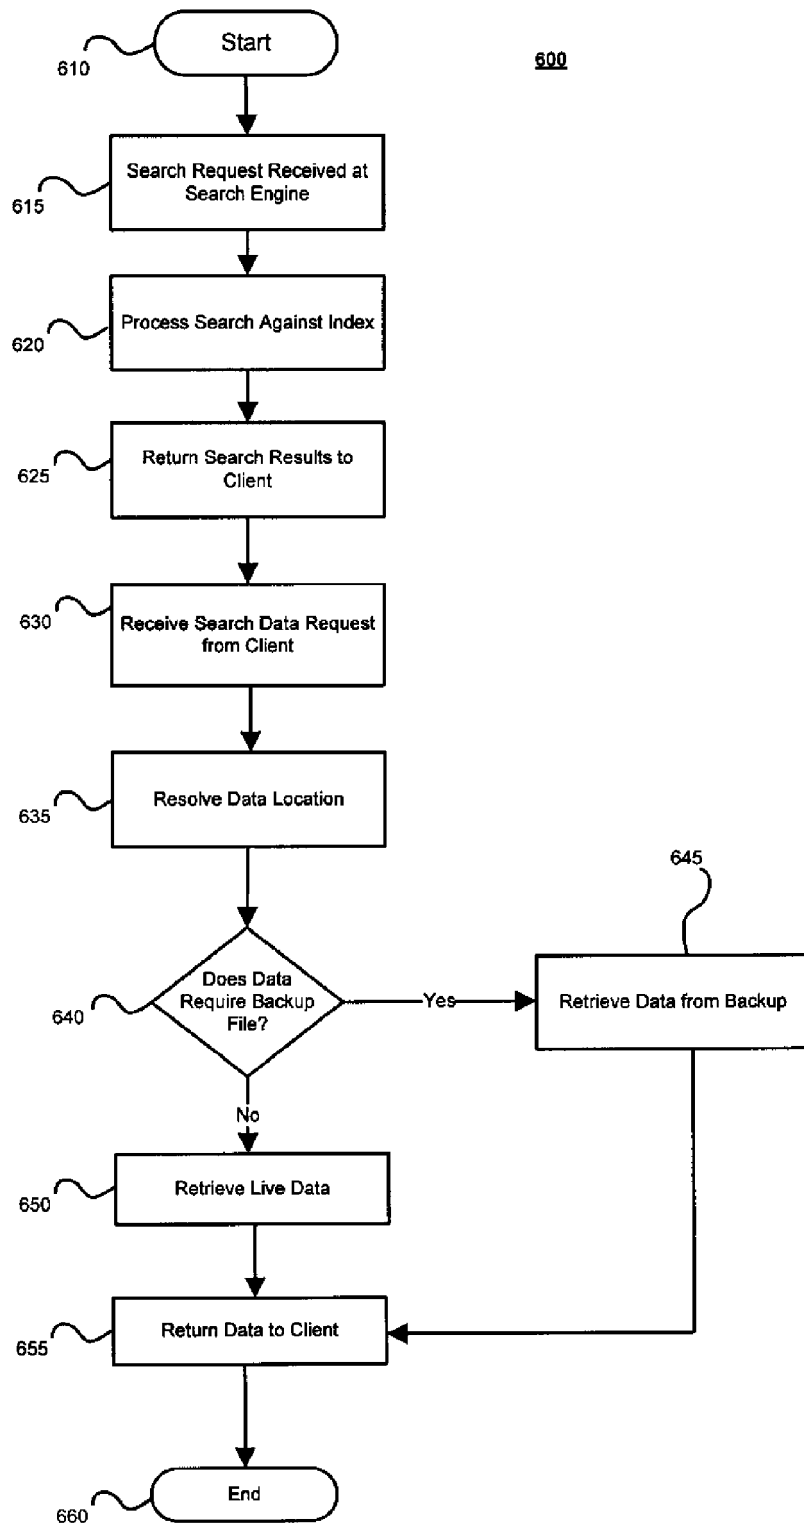 Start
610
600
Search Request Received at
Search Engine
615
Process Search Against Index
620
Return Search Results to
Client
625
Receive Search Data Request
from Client
630
Resolve Data Location
635
645
Does Data
Require Backup
File?
640
Yes
Retrieve Data from Backup
No
Retrieve Live Data
650
Return Data to Client
655
End
660